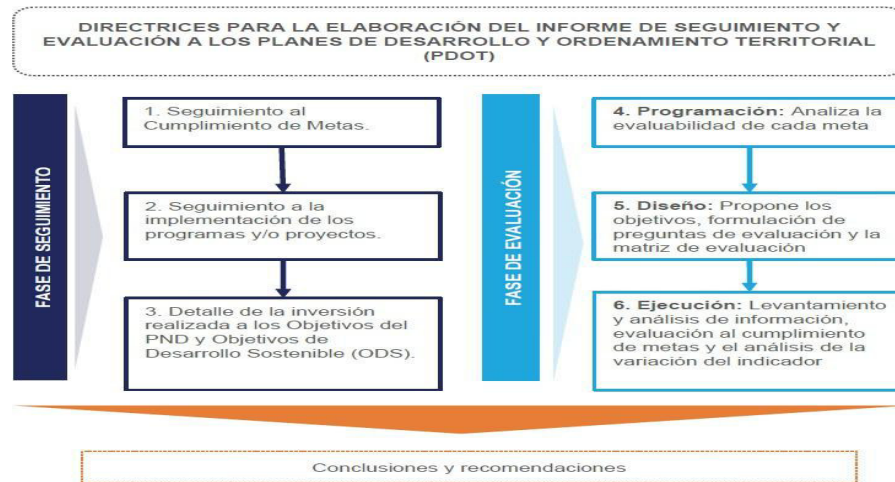 DIRECTRICES PARA LA ELABORACIÓN DEL INFORME DE SEGUIMIENTO Y
EVALUACIÓN A LOS PLANES DE DESARROLLO Y ORDENAMIENTO TERRITORIAL
(PDOT)
FASE DE SEGUIMIENTO
1. Seguimiento al
Cumplimiento de Metas.
2. Seguimiento a la
implementación de los
programas y/o proyectos.
3. Detalle de la inversión
realizada a los Objetivos del
PND y Objetivos de
Desarrollo Sostenible (ODS).
FASE DE EVALUACIÓN
4. Programación: Analiza la
evaluabilidad de cada meta
5. Diseño: Propone los
objetivos, formulación de
preguntas de evaluación y la
matriz de evaluación
6. Ejecución: Levantamiento
y análisis de información,
evaluación al cumplimiento
de metas y el análisis de la
variación del indicador
Conclusiones y recomendaciones